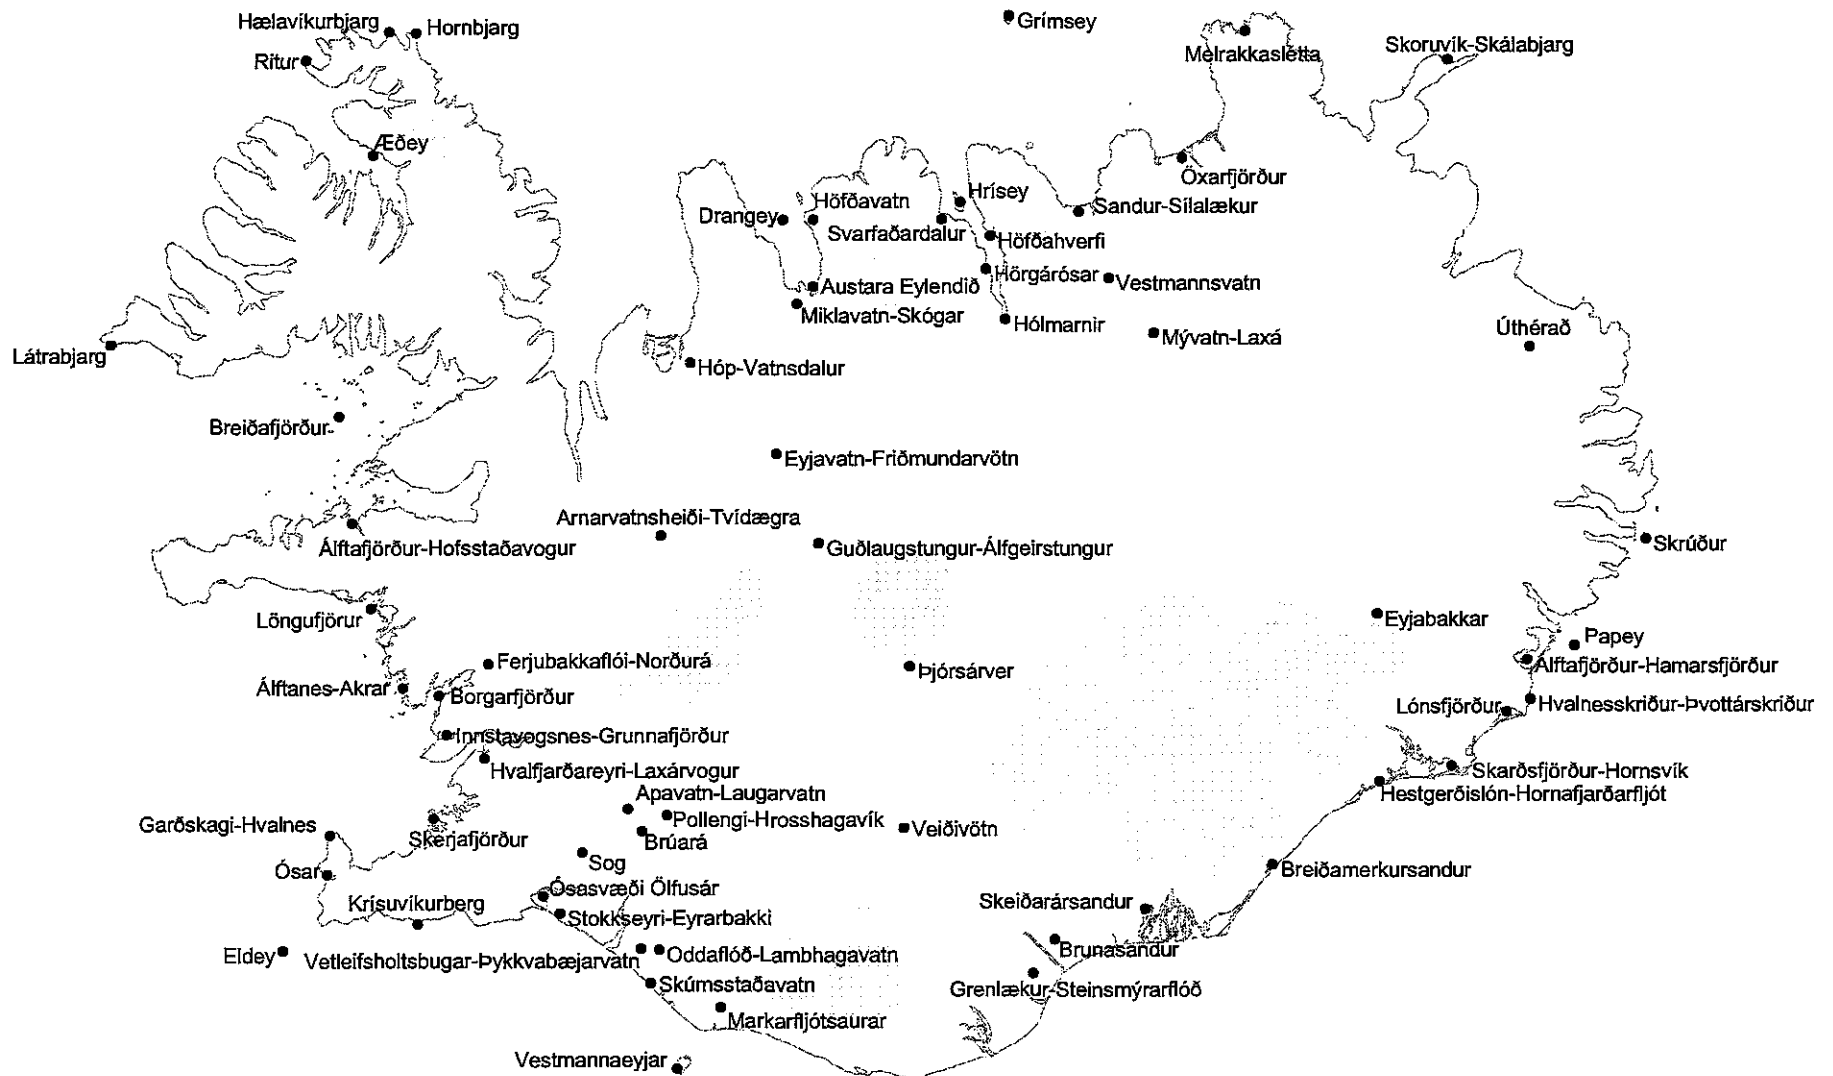 Hælavíkurbjarg
Hornbjarg
Grímsey
Ritur
Melrakkaslétta
Skoruvík-Skálabjarg
Æðey
Öxarfjörður
Höfðavatn
Hrísey
Drangey
Svarfaðardalur
Sandur-Sílalækur
Höfðahverfi
Austara Eylendið
Hörgárósar
Vestmannsvatn
Miklavatn-Skógar
Hólmarnir
Mývatn-Laxá
Úthérað
Látrabjarg
Hóp-Vatnsdalur
Breiðafjörður
Eyjavatn-Friðmundarvötn
Arnarvatnsheiði-Tvídægra
Álftafjörður-Hofsstaðavogur
Guðlaugstungur-Álfgeirstungur
Skrúður
Löngufjörur
Eyjabakkar
Papey
Ferjubakkaflói-Norðurá
Þjórsárver
Álftafjörður-Hamarsfjörður
Álftanes-Akrar
Borgarfjörður
Lónsfjörður
Hvalnesskriður-Þvottárskriður
Innstavogsnes-Grunnafjörður
Hvalfjarðareyri-Laxárvogur
Skarðsfjörður-Hornsvík
Hestgerðislón-Hornafjarðarfljót
Apavatn-Laugarvatn
Pollengi-Hrosshagavík
Garðskagi-Hvalnes
Skerjafjörður
Brúará
Veiðivötn
Sog
Ósar
Breiðamerkursandur
Ósasvæði Ölfusár
Krísuvíkurberg
Stokkseyri-Eyrarbakki
Skeiðarársandur
Eldey
Vetleifsholtsbugar-Þykkvabæjarvatn
Oddaflóð-Lambhagavatn
Brunasandur
Skúmsstaðavatn
Grenlækur-Steinsmýrarflóð
Markarfljótsaurar
Vestmannaeyjar